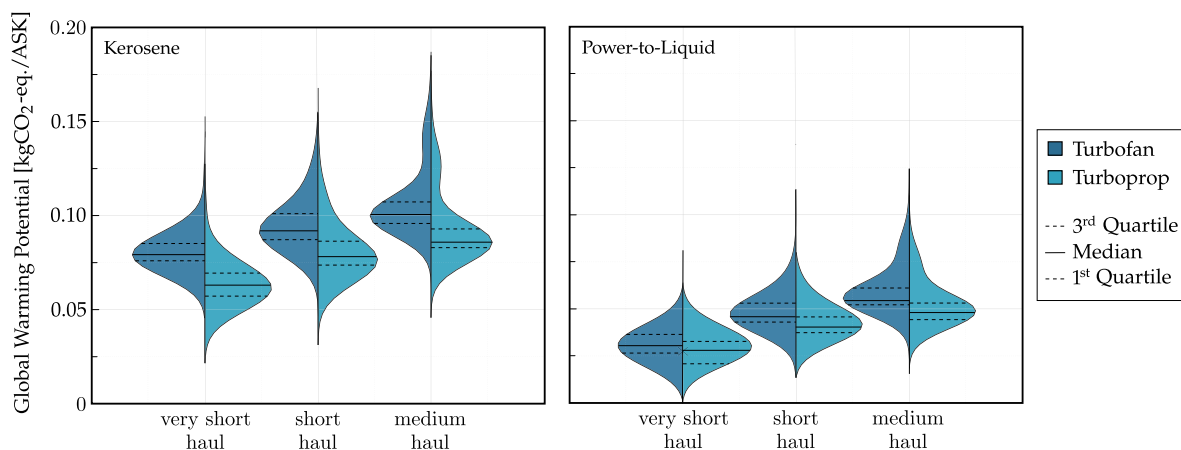 Global Warming Potential [kgCO₂-eq./ASK]
0.20
0.15
0.10
0.05
0
Kerosene
very short
haul
short
haul
medium
haul
Power-to-Liquid
very short
haul
short
haul
medium
haul
Turbofan
Turboprop
3rd Quartile
Median
1st Quartile